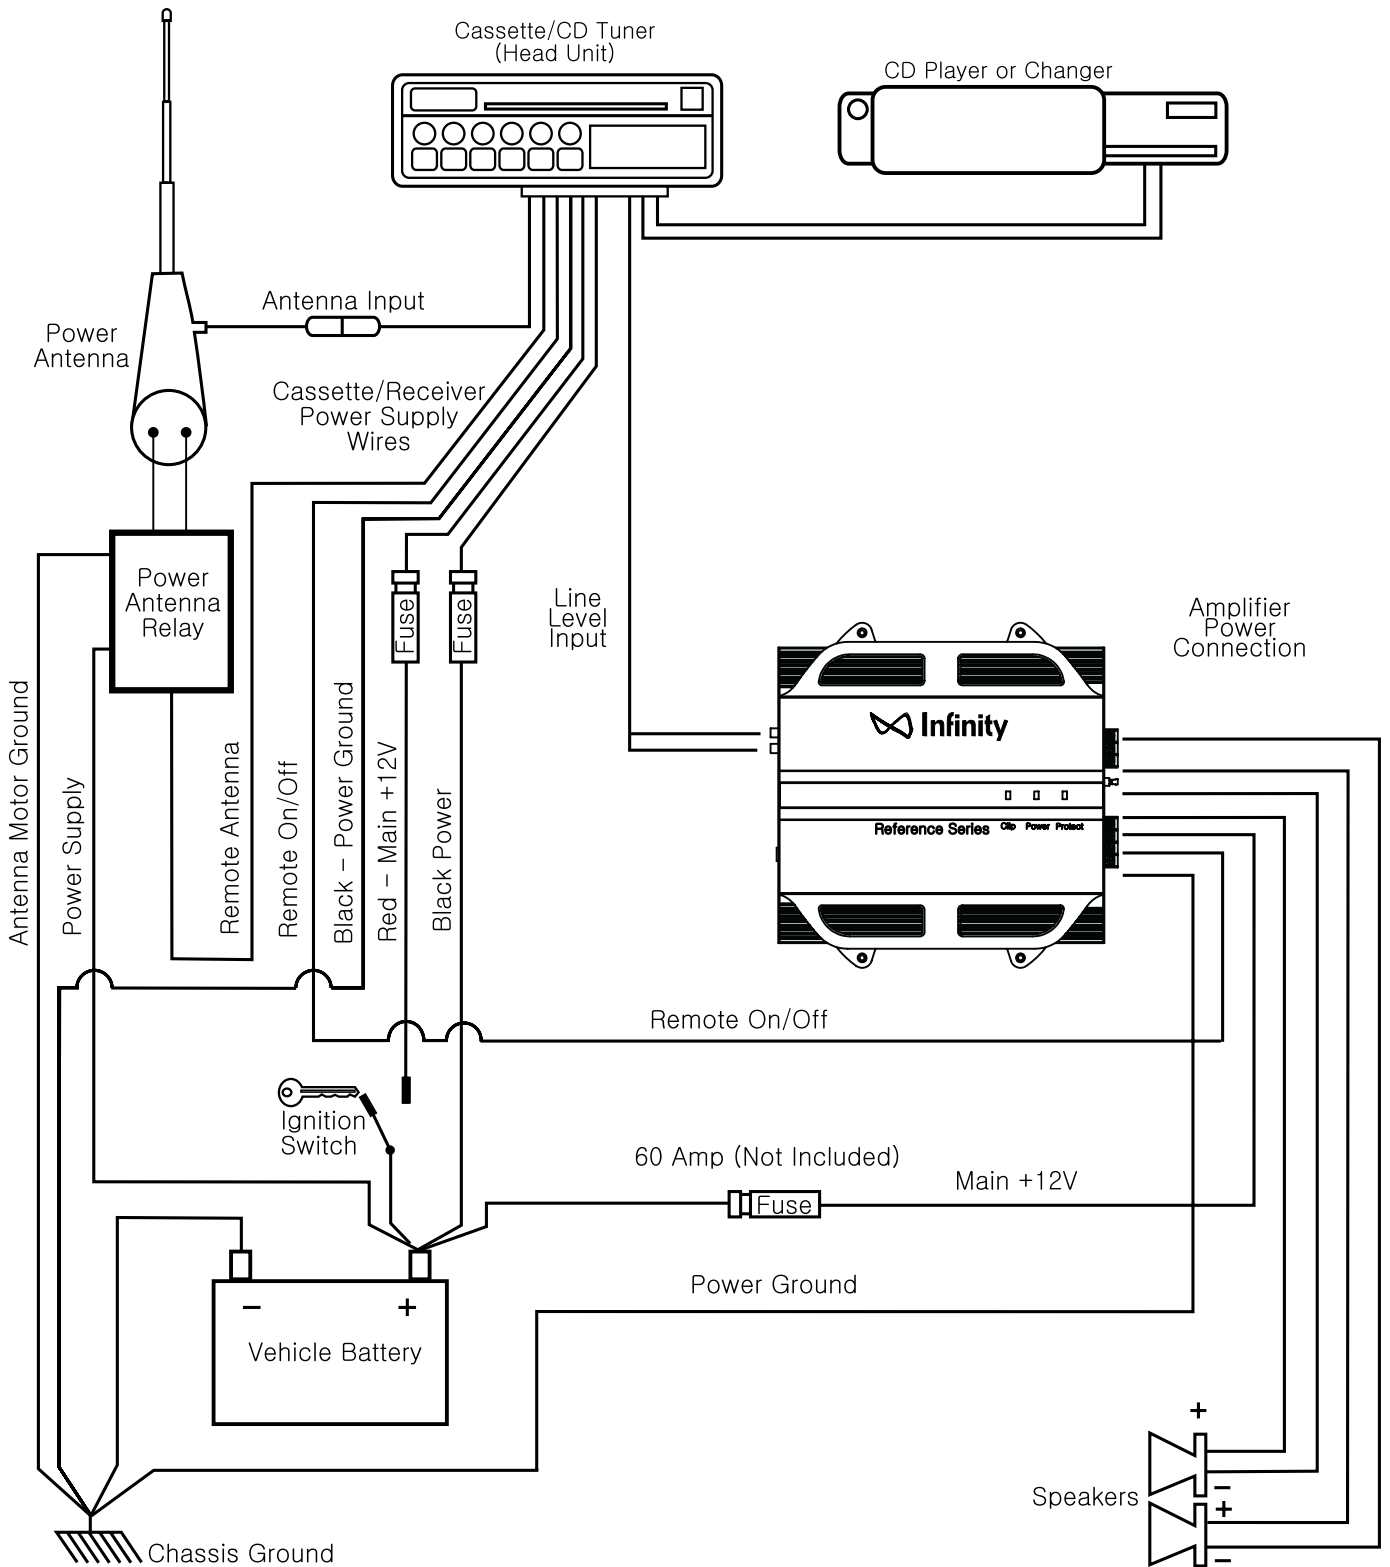 Cassette/CD Tuner
(Head Unit)
CD Player or Changer
Antenna Input
Power
Antenna
Cassette/Receiver
Power Supply
Wires
Power
Antenna
Relay
Fuse
Fuse
Line
Level
Input
Amplifier
Power
Connection
Infinity
Reference Series
Clip
Power
Protect
Antenna Motor Ground
Power Supply
Remote Antenna
Remote On/Off
Black - Power Ground
Red - Main +12V
Black Power
Remote On/Off
Ignition
Switch
60 Amp (Not Included)
Fuse
Main +12V
Power Ground
− +
Vehicle Battery
+
−
Speakers
+
−
Chassis Ground